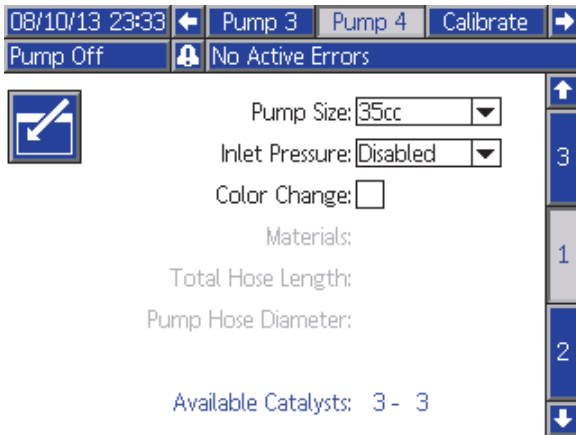 08/10/13 23:33 Pump 3 Pump 4 Calibrate
Pump Off No Active Errors
Pump Size: 35cc
Inlet Pressure: Disabled
3
Color Change:
Materials:
1
Total Hose Length:
Pump Hose Diameter:
2
Available Catalysts: 3 - 3